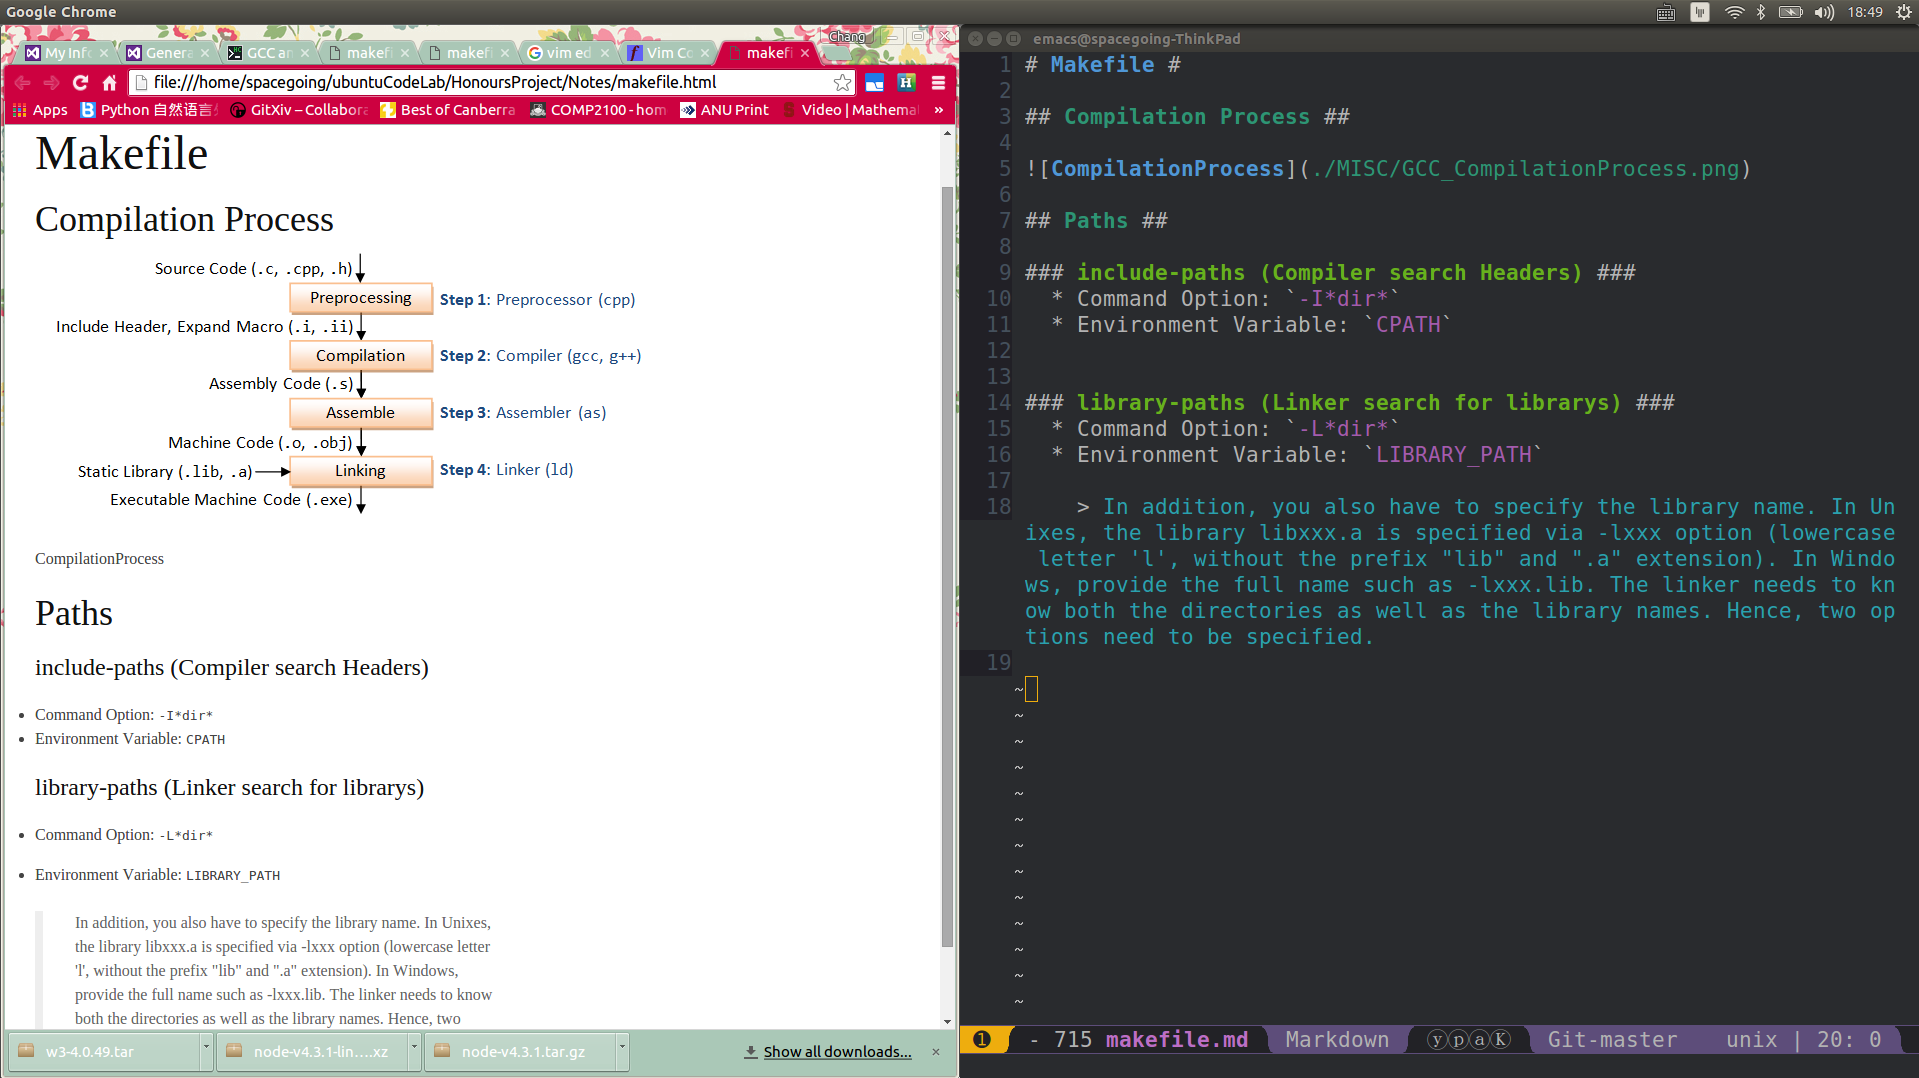 Google Chrome
18:49
Chang
My Info
Genera
GCC an
makefi
makefi
vim ed
Vim Co
makefi
file:///home/spacegoing/ubuntuCodeLab/HonoursProject/Notes/makefile.html
Apps
Python 自然语言
GitXiv – Collabora
Best of Canberra
COMP2100 - hom
ANU Print
Video | Mathema
»
Makefile
Compilation Process
Source Code (.c, .cpp, .h)
Preprocessing
Step 1: Preprocessor (cpp)
Include Header, Expand Macro (.i, .ii)
Compilation
Step 2: Compiler (gcc, g++)
Assembly Code (.s)
Assemble
Step 3: Assembler (as)
Machine Code (.o, .obj)
Static Library (.lib, .a)
Linking
Step 4: Linker (ld)
Executable Machine Code (.exe)
CompilationProcess
Paths
include-paths (Compiler search Headers)
• Command Option: -I*dir*
• Environment Variable: CPATH
library-paths (Linker search for librarys)
• Command Option: -L*dir*
• Environment Variable: LIBRARY_PATH
In addition, you also have to specify the library name. In Unixes,
the library libxxx.a is specified via -lxxx option (lowercase letter
'l', without the prefix "lib" and ".a" extension). In Windows,
provide the full name such as -lxxx.lib. The linker needs to know
both the directories as well as the library names. Hence, two
w3-4.0.49.tar
node-v4.3.1-lin....xz
node-v4.3.1.tar.gz
Show all downloads...
emacs@spacegoing-ThinkPad
1 # Makefile #
2
3 ## Compilation Process ##
4
5 ![CompilationProcess](./MISC/GCC_CompilationProcess.png)
6
7 ## Paths ##
8
9 ### include-paths (Compiler search Headers) ###
10 * Command Option: `-I*dir*`
11 * Environment Variable: `CPATH`
12
13
14 ### library-paths (Linker search for librarys) ###
15 * Command Option: `-L*dir*`
16 * Environment Variable: `LIBRARY_PATH`
17
18 > In addition, you also have to specify the library name. In Un
ixes, the library libxxx.a is specified via -lxxx option (lowercase
letter 'l', without the prefix "lib" and ".a" extension). In Windo
ws, provide the full name such as -lxxx.lib. The linker needs to kn
ow both the directories as well as the library names. Hence, two op
tions need to be specified.
19
~
~
~
~
~
~
~
~
~
~
~
~
~
❶ - 715 makefile.md Markdown ⓨⓟⓐⓀ Git-master unix | 20: 0